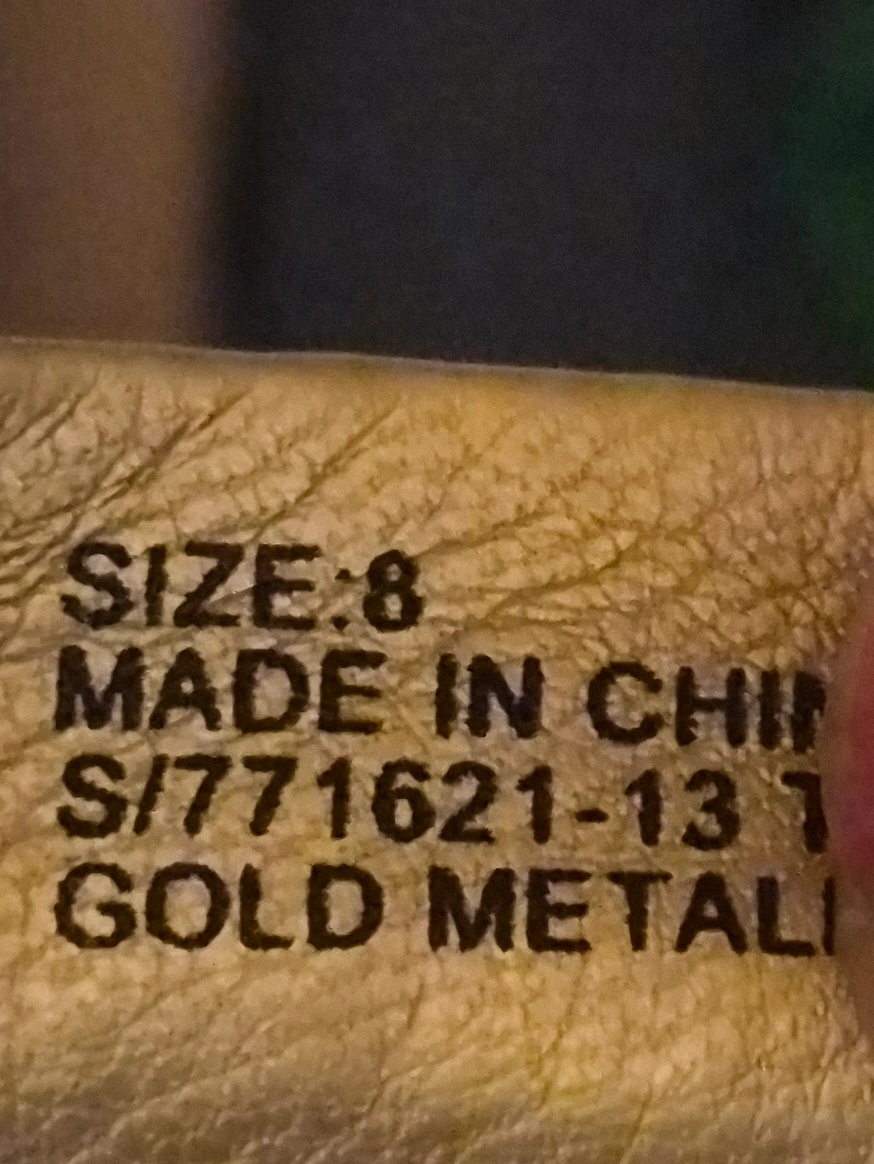 SIZE:8
MADE IN CHIN
S/771621-13 T
GOLD METAL